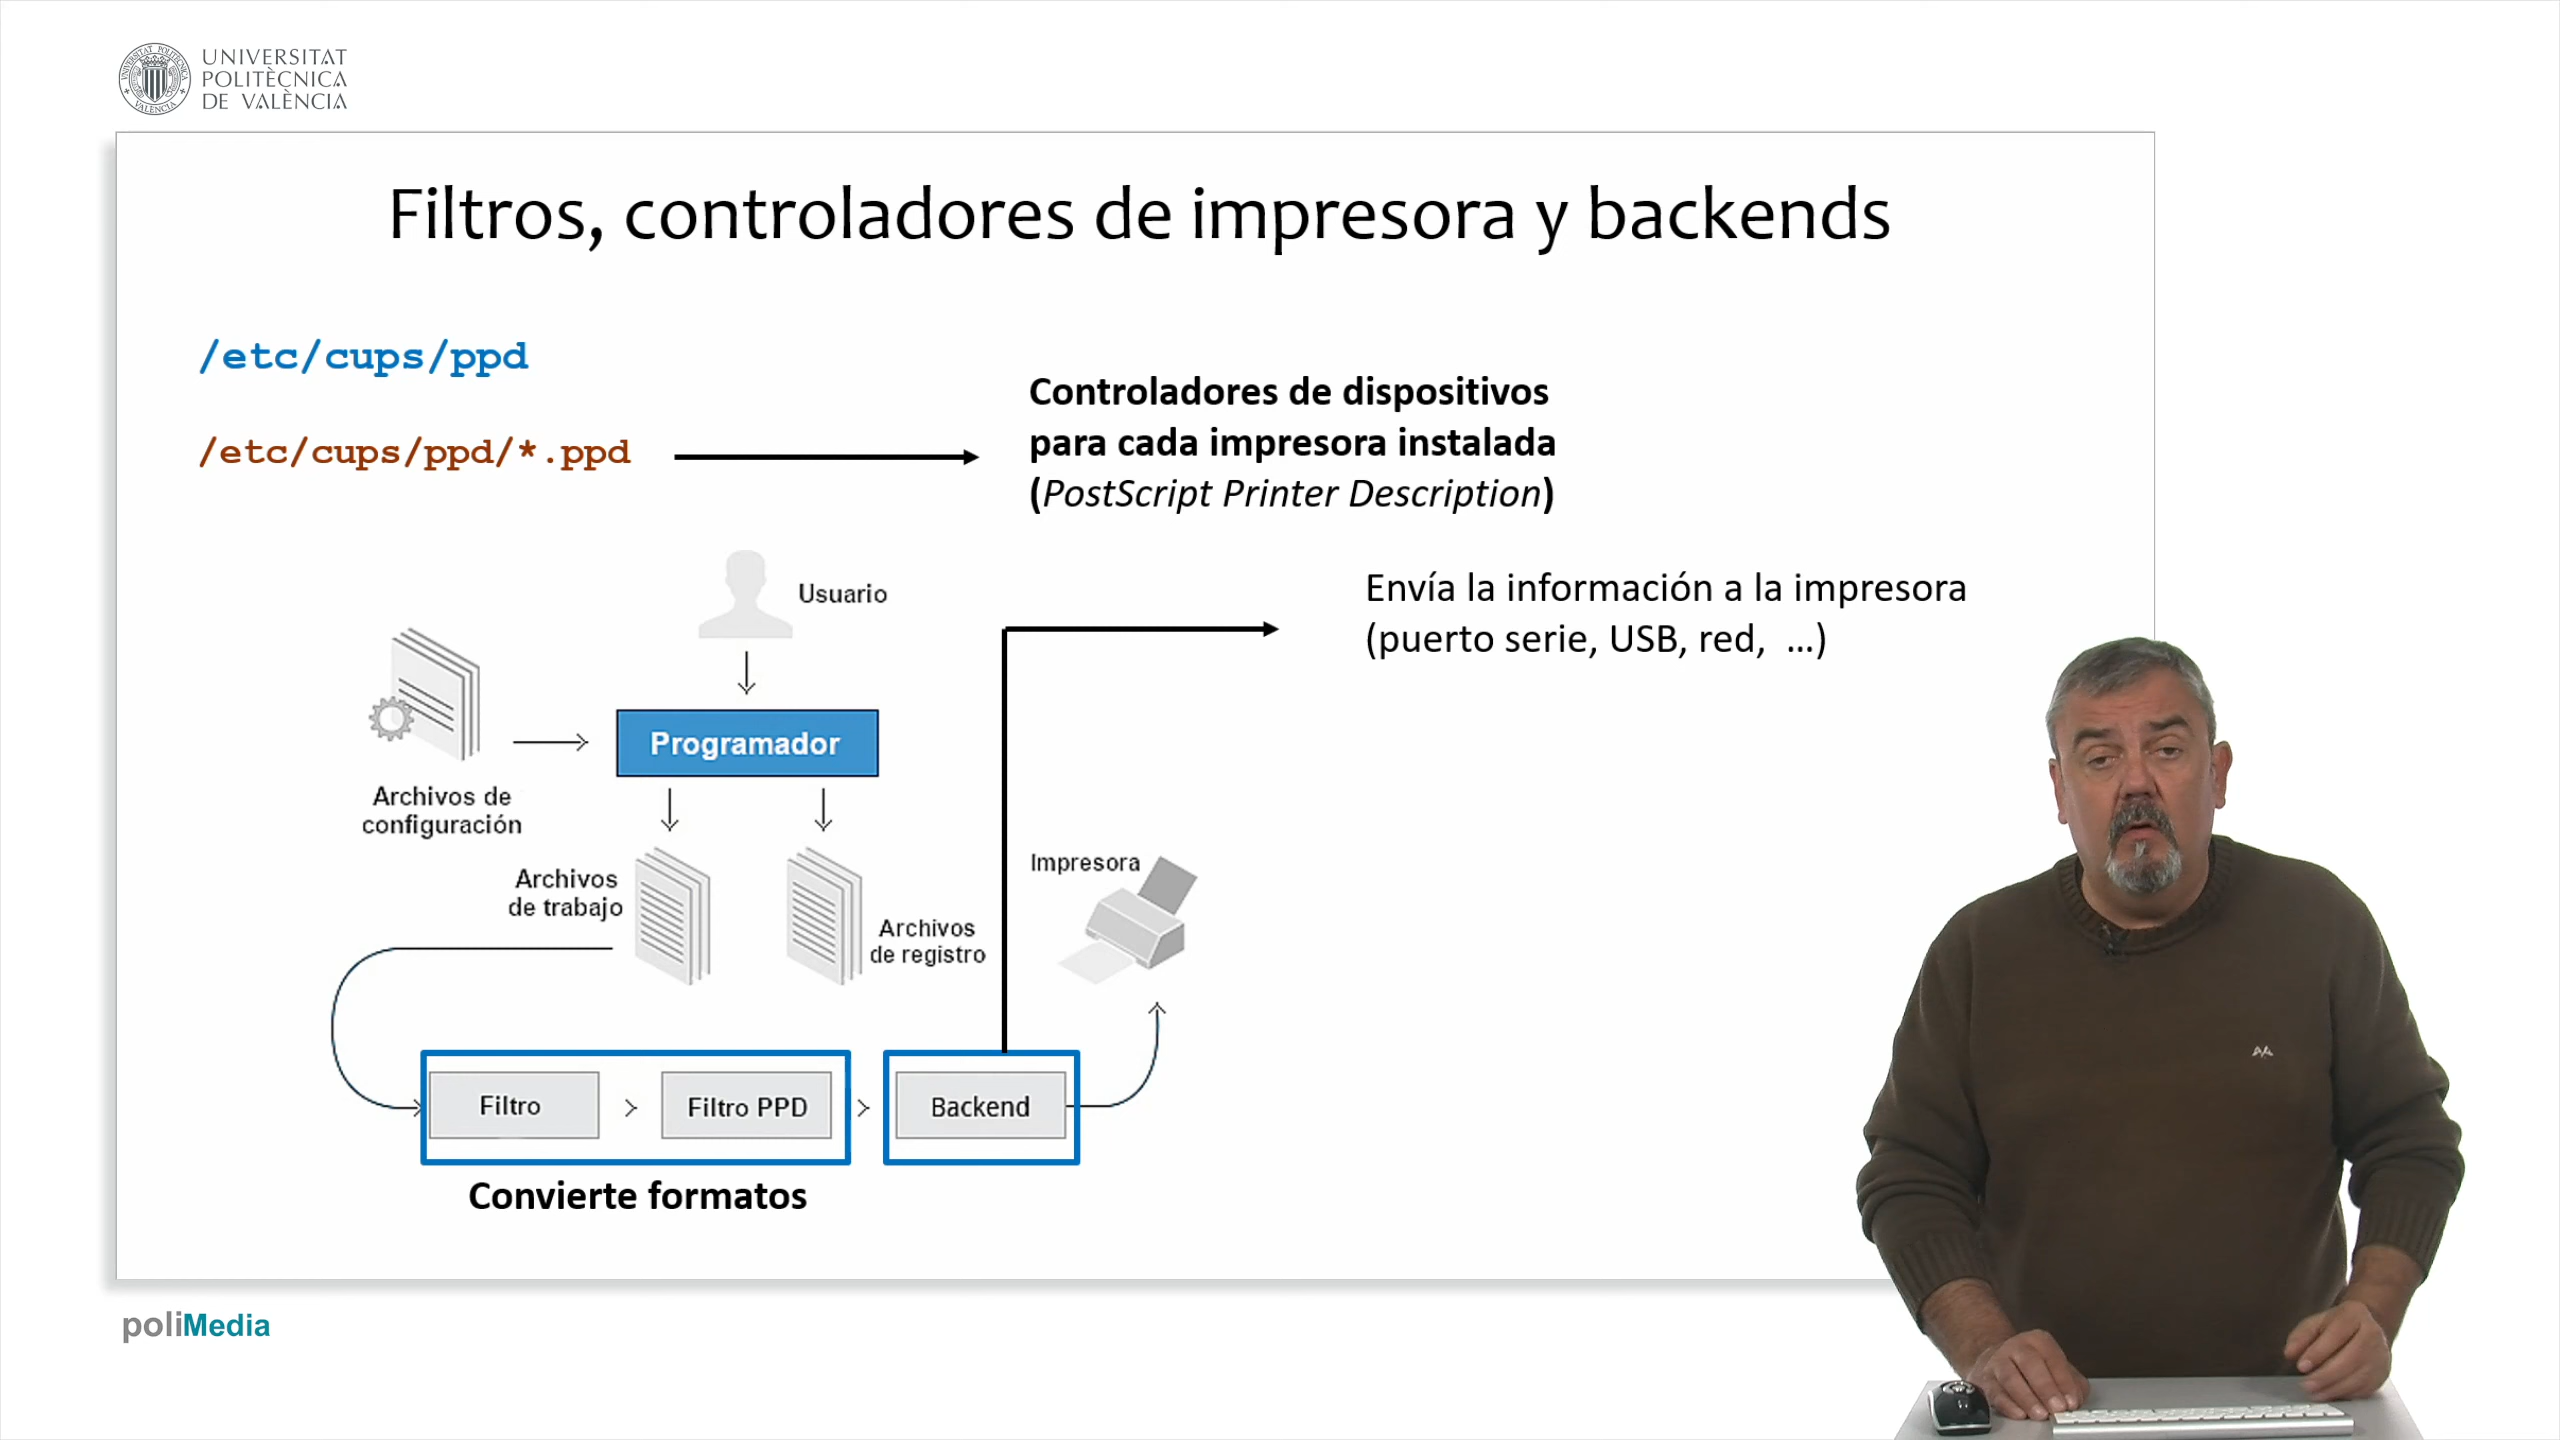 UNIVERSITAT
POLITÈCNICA
DE VALÈNCIA
Filtros, controladores de impresora y backends
/etc/cups/ppd
/etc/cups/ppd/*.ppd
Controladores de dispositivos
para cada impresora instalada
(PostScript Printer Description)
Usuario
Envía la información a la impresora
(puerto serie, USB, red, ...)
Programador
Archivos de
configuración
Archivos
de trabajo
Archivos
de registro
Impresora
Filtro
>
Filtro PPD
>
Backend
Convierte formatos
poliMedia